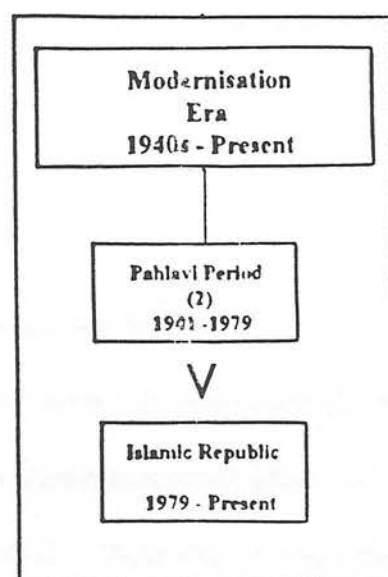 Modernisation
Era
1940s - Present
Pahlavi Period
(2)
1941 - 1979
Islamic Republic
1979 - Present